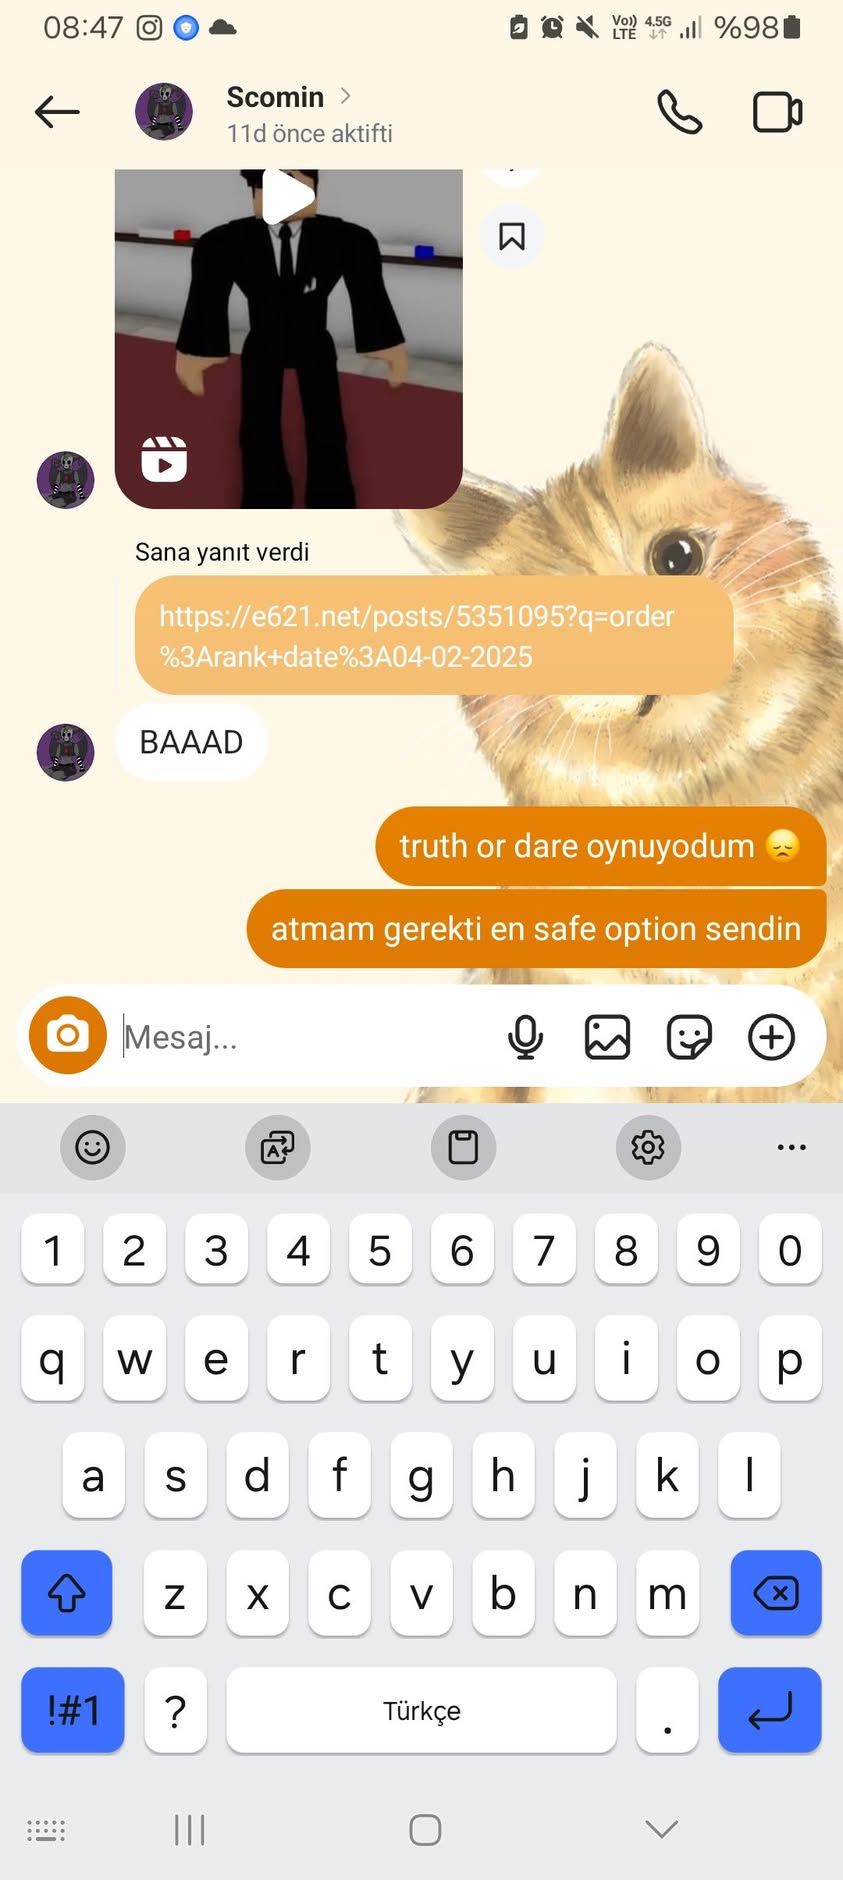 08:47 Vo)) LTE 4.5G %98
Scomin
11d önce aktifti
Sana yanıt verdi
https://e621.net/posts/5351095?q=order
%3Arank+date%3A04-02-2025
BAAAD
truth or dare oynuyodum 😞
atmam gerekti en safe option sendin
Mesaj...
1 2 3 4 5 6 7 8 9 0
q w e r t y u i o p
a s d f g h j k l
z x c v b n m
!#1 ? Türkçe .